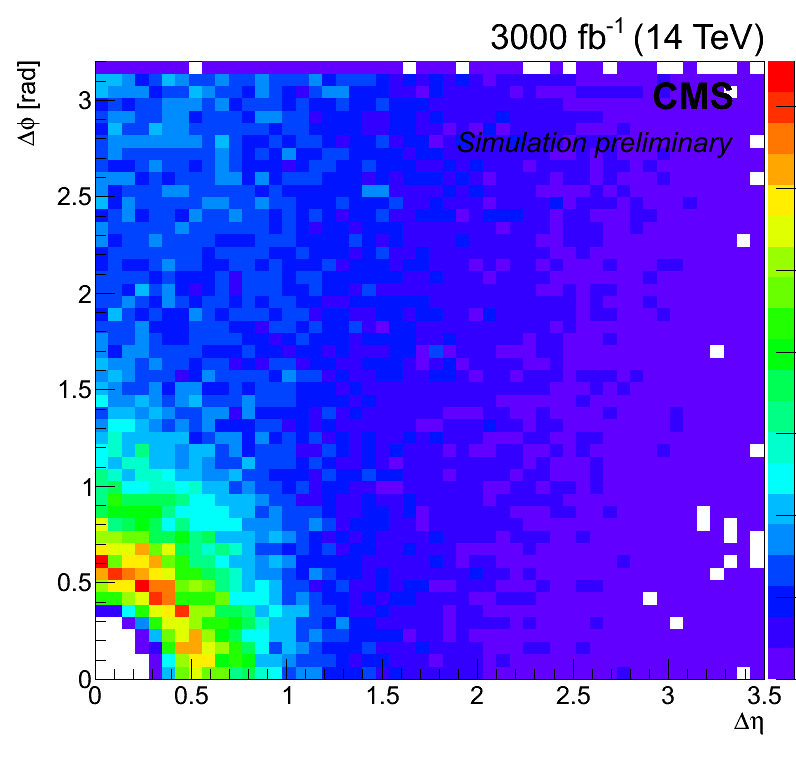 3000 fb-1 (14 TeV)
Δϕ [rad]
CMS
Simulation preliminary
3
2.5
2
1.5
1
0.5
0
0 0.5 1 1.5 2 2.5 3 3.5
Δη